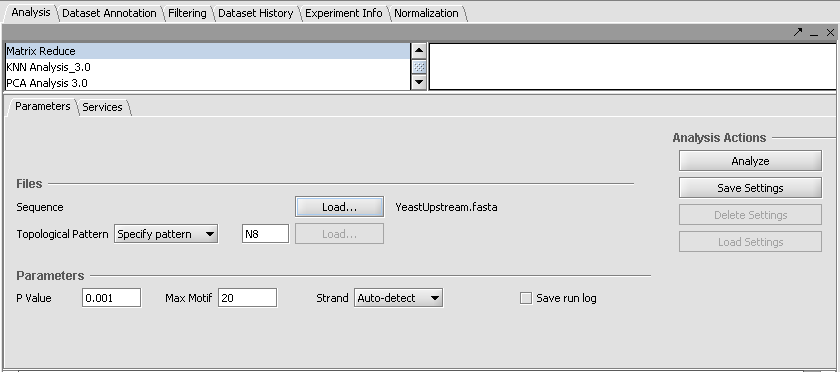 Analysis Dataset Annotation Filtering Dataset History Experiment Info Normalization
Matrix Reduce
KNN Analysis_3.0
PCA Analysis 3.0
Parameters Services
Analysis Actions
Analyze
Files
Save Settings
Sequence Load... YeastUpstream.fasta
Delete Settings
Topological Pattern Specify pattern N8 Load...
Load Settings
Parameters
P Value 0.001 Max Motif 20 Strand Auto-detect Save run log